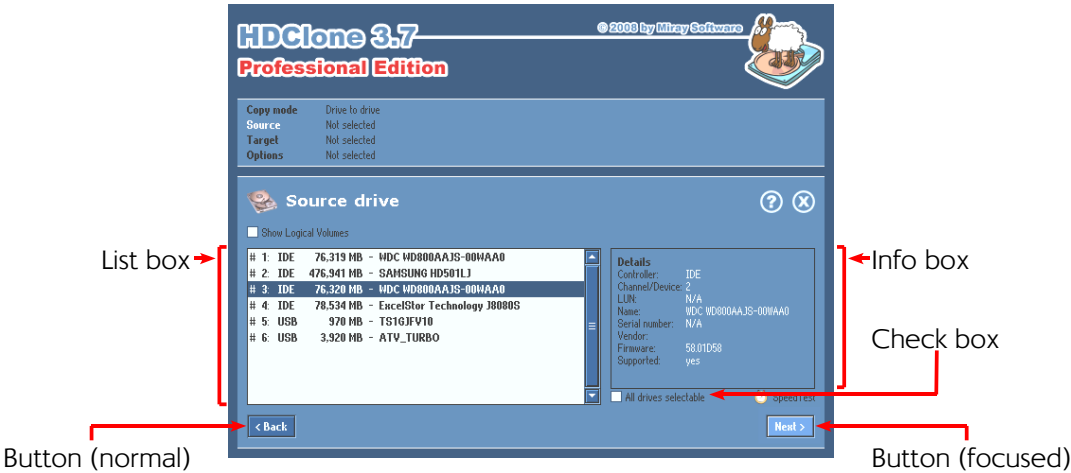 HDClone 3.7
© 2008 by Miray Software
Professional Edition
Copy mode Drive to drive
Source Not selected
Target Not selected
Options Not selected
Source drive
? X
Show Logical Volumes
List box
# 1: IDE 76,319 MB - WDC WD800AAJS-00WAA0
# 2: IDE 476,941 MB - SAMSUNG HD501LJ
# 3: IDE 76,320 MB - WDC WD800AAJS-00WAA0
# 4: IDE 78,534 MB - ExcelStor Technology J8080S
# 5: USB 970 MB - TS1GJFV10
# 6: USB 3,920 MB - ATV_TURBO
Details
Controller: IDE
Channel/Device: 2
LUN: N/A
Name: WDC WD800AAJS-00WAA0
Serial number: N/A
Vendor:
Firmware: 58.01D58
Supported: yes
Info box
Check box
All drives selectable SpeedTest
< Back Next >
Button (normal) Button (focused)